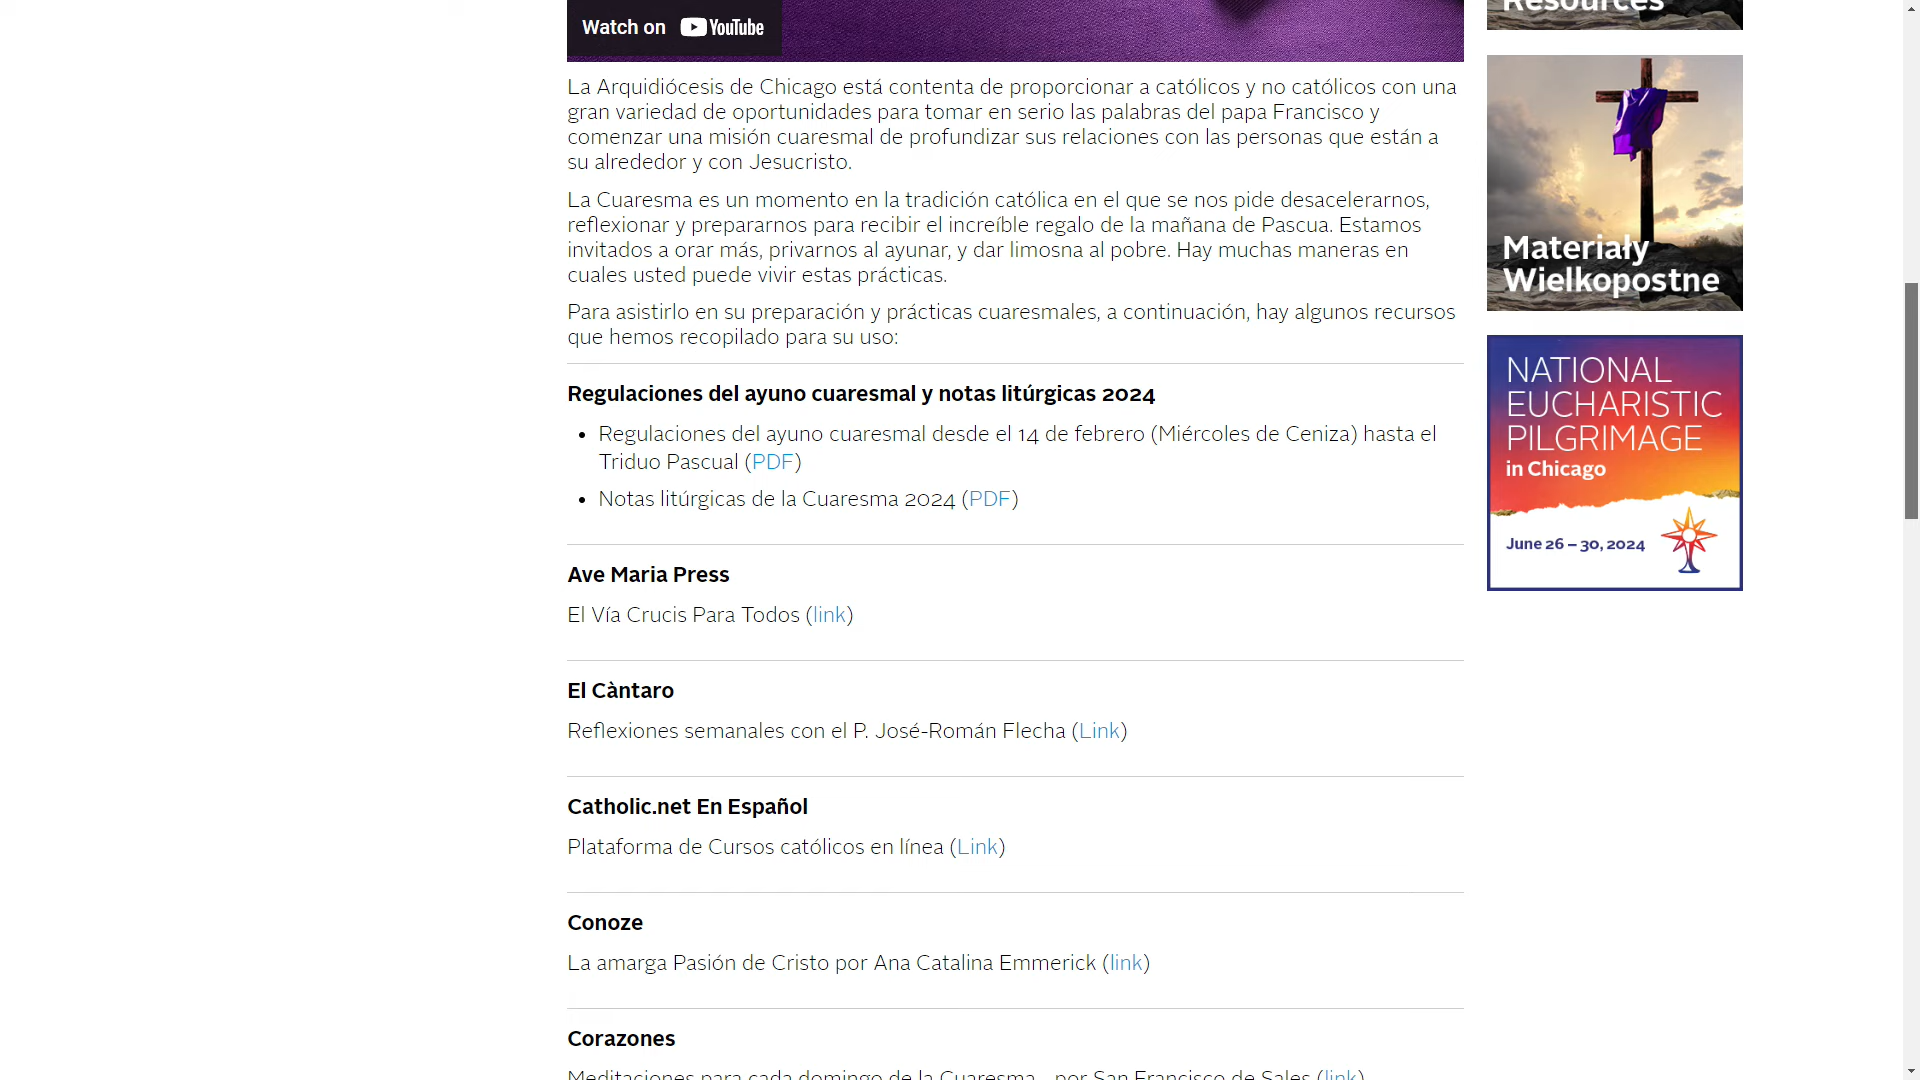 Watch on YouTube
La Arquidiócesis de Chicago está contenta de proporcionar a católicos y no católicos con una
gran variedad de oportunidades para tomar en serio las palabras del papa Francisco y
comenzar una misión cuaresmal de profundizar sus relaciones con las personas que están a
su alrededor y con Jesucristo.
La Cuaresma es un momento en la tradición católica en el que se nos pide desacelerarnos,
reflexionar y prepararnos para recibir el increíble regalo de la mañana de Pascua. Estamos
invitados a orar más, privarnos al ayunar, y dar limosna al pobre. Hay muchas maneras en
cuales usted puede vivir estas prácticas.
Para asistirlo en su preparación y prácticas cuaresmales, a continuación, hay algunos recursos
que hemos recopilado para su uso:
Regulaciones del ayuno cuaresmal y notas litúrgicas 2024
• Regulaciones del ayuno cuaresmal desde el 14 de febrero (Miércoles de Ceniza) hasta el
Triduo Pascual (PDF)
• Notas litúrgicas de la Cuaresma 2024 (PDF)
Ave Maria Press
El Vía Crucis Para Todos (link)
El Càntaro
Reflexiones semanales con el P. José-Román Flecha (Link)
Catholic.net En Español
Plataforma de Cursos católicos en línea (Link)
Conoze
La amarga Pasión de Cristo por Ana Catalina Emmerick (link)
Corazones
Meditaciones para cada domingo de la Cuaresma - por San Francisco de Sales (link)
Resources
Materiały
Wielkopostne
NATIONAL
EUCHARISTIC
PILGRIMAGE
in Chicago
June 26 – 30, 2024